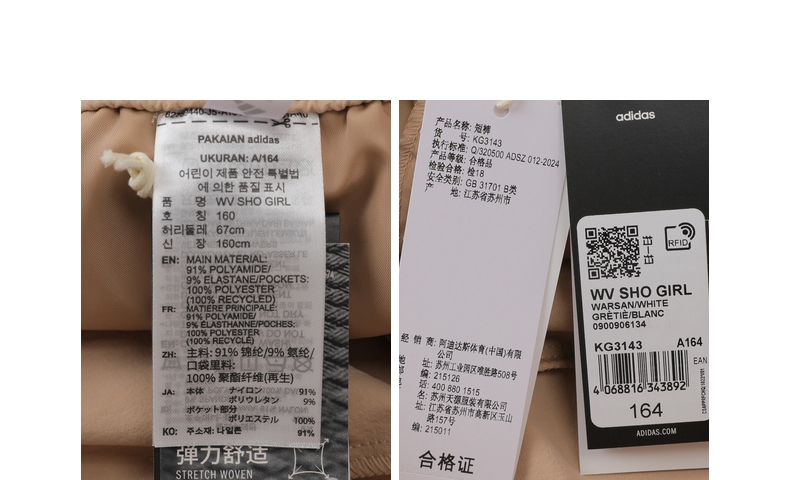 PAKAIAN adidas
UKURAN: A/164
어린이 제품 안전 특별법
에 의한 품질 표시
품 명 WV SHO GIRL
호 칭 160
허리둘레 67cm
신 장 160cm
EN: MAIN MATERIAL:
91% POLYAMIDE/
9% ELASTANE/POCKETS:
100% POLYESTER
(100% RECYCLED)
FR: MATIERE PRINCIPALE:
91% POLYAMIDE/
9% ÉLASTHANNE/POCHES:
100% POLYESTER
(100% RECYCLÉ)
ZH: 主料: 91% 锦纶/9% 氨纶/
口袋里料:
100% 聚酯纤维(再生)
JA: 本体 ナイロン 91%
ポリウレタン 9%
ポケット部分
ポリエステル 100%
KO: 주소재: 나일론 91%
弹力舒适
STRETCH WOVEN
产品名称: 短裤
货 号: KG3143
执行标准: Q/320500 ADSZ 012-2024
产品等级: 合格品
检验合格: 检18
安全类别: GB 31701 B类
产 地: 江苏省苏州市
经 销 商: 阿迪达斯体育(中国)有限
公司
址: 苏州工业园区唯胜路508号
编: 215126
话: 400 880 1515
名: 苏州天源服装有限公司
址: 江苏省苏州市高新区玉山
路157号
编: 215011
合格证
adidas
RFID
WV SHO GIRL
WARSAN/WHITE
GRÈTIÈ/BLANC
0900906134
KG3143 A164
EAN
4 068816 343892
164
ADIDAS.COM